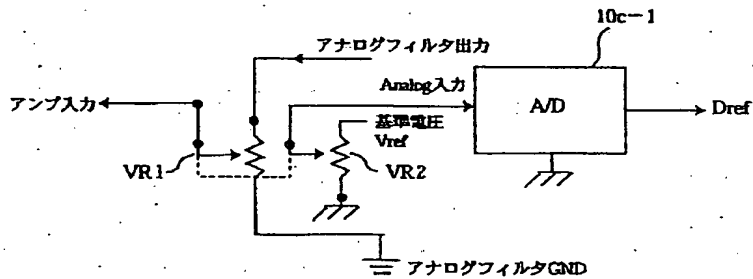 10c-1
アナログフィルタ出力
アンプ入力
Analog入力
A/D
Dref
基準電圧
Vref
VR1
VR2
アナログフィルタGND